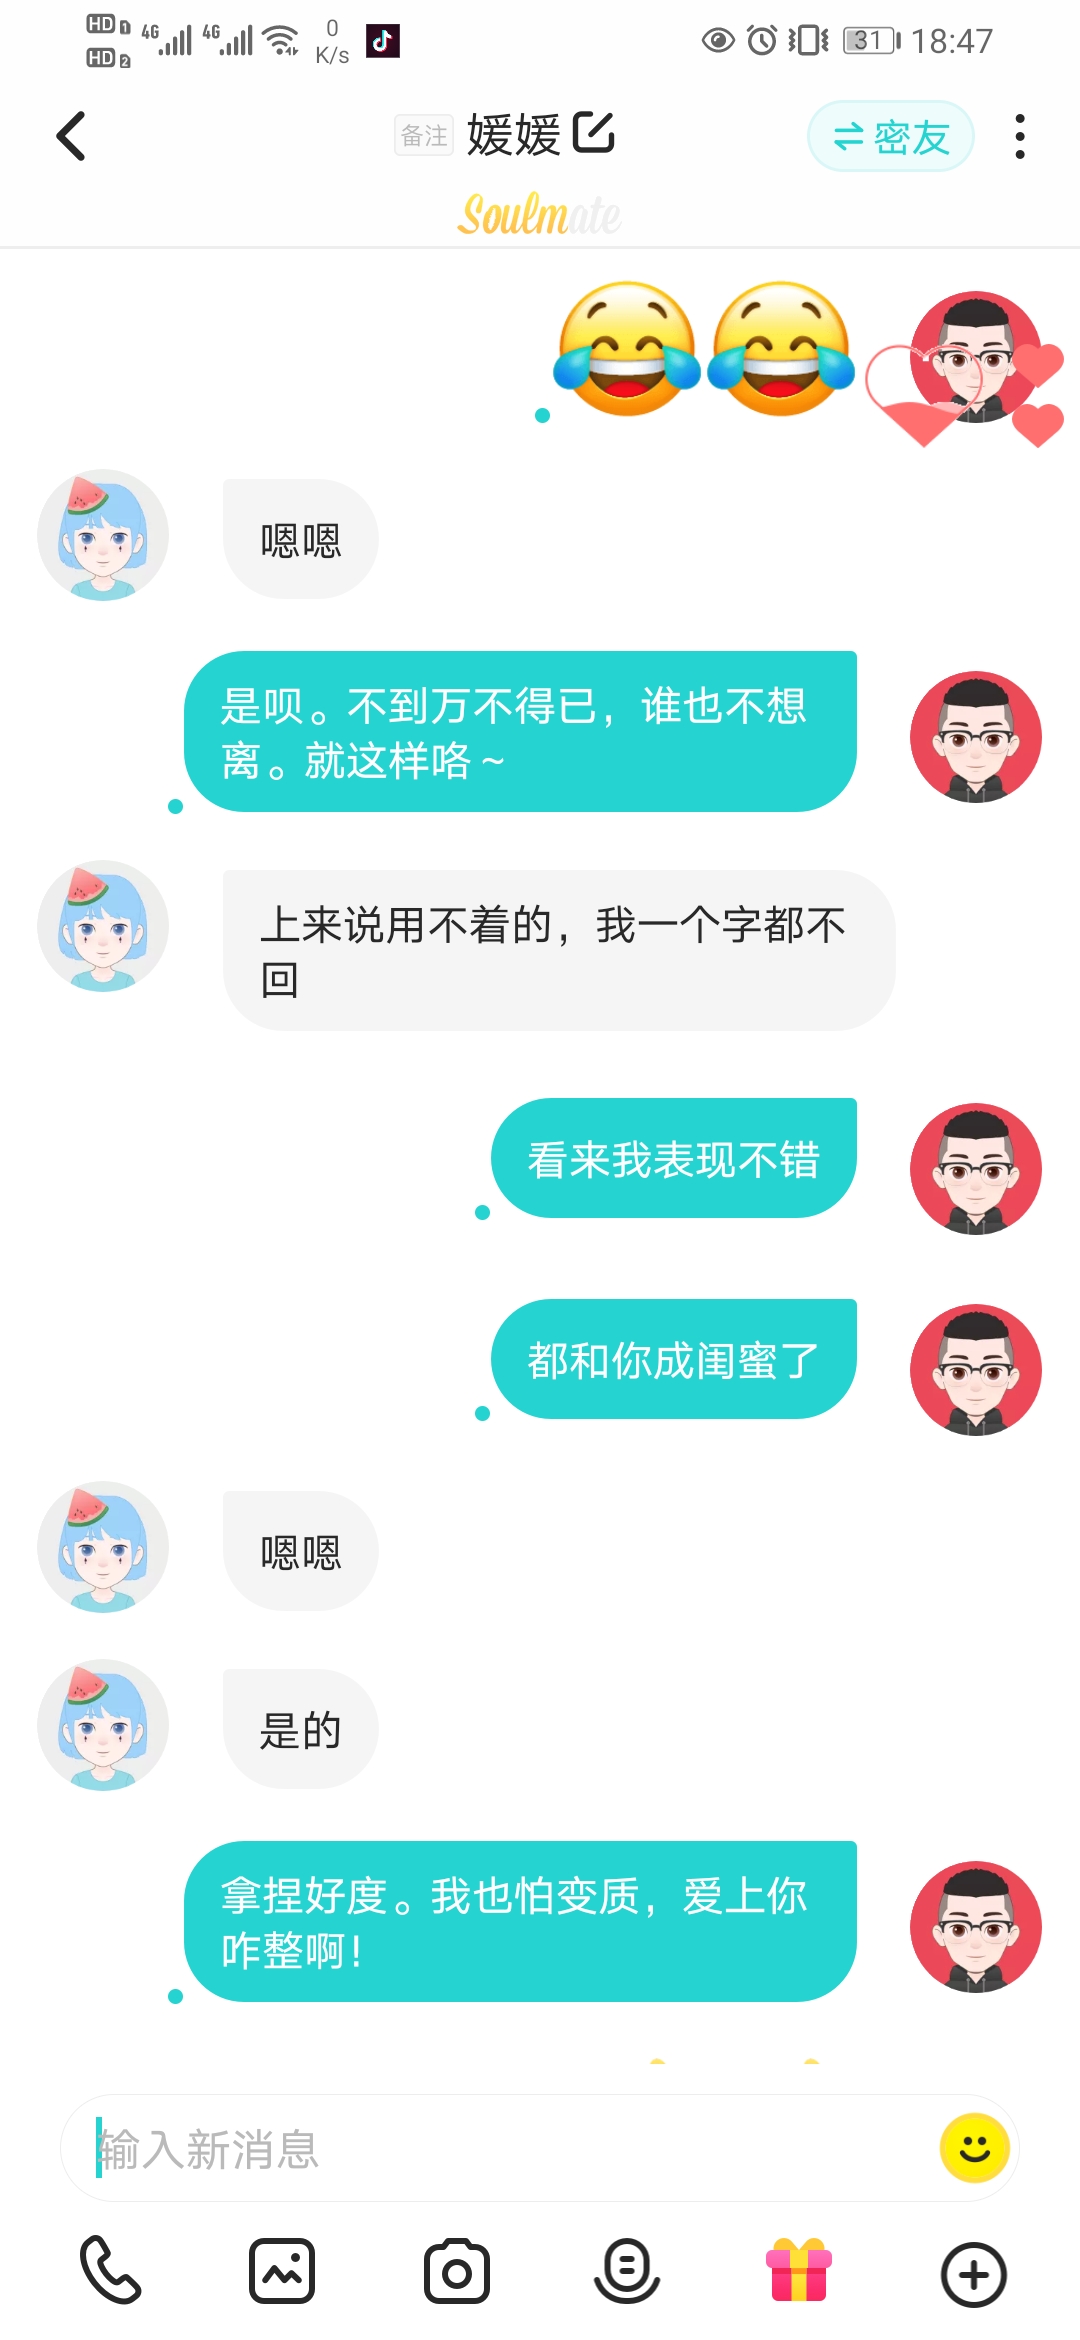 HD 1 4G 4G 0 31 18:47
HD 2 K/s
备注 媛媛 密友
Soulmate
嗯嗯
是呗。不到万不得已，谁也不想
离。就这样咯~
上来说用不着的，我一个字都不
回
看来我表现不错
都和你成闺蜜了
嗯嗯
是的
拿捏好度。我也怕变质，爱上你
咋整啊！
输入新消息